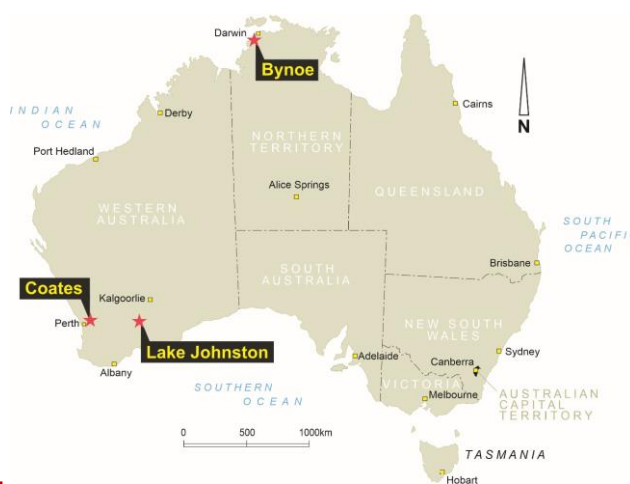 Darwin
Bynoe
INDIAN
OCEAN
Derby
Cairns
N
NORTHERN
TERRITORY
Port Hedland
Alice Springs
QUEENSLAND
WESTERN
AUSTRALIA
SOUTH
PACIFI
OCEAN
Brisbane
SOUTH
AUSTRALIA
Coates
Kalgoorlie
Perth
Lake Johnston
NEW SOUTH
WALES
Sydney
Adelaide
Canberra
Albany
SOUTHERN
OCEAN
VICTORIA
AUSTRALIAN
CAPITAL
TERRITORY
Melbourne
0 500 1000km
TASMANIA
Hobart